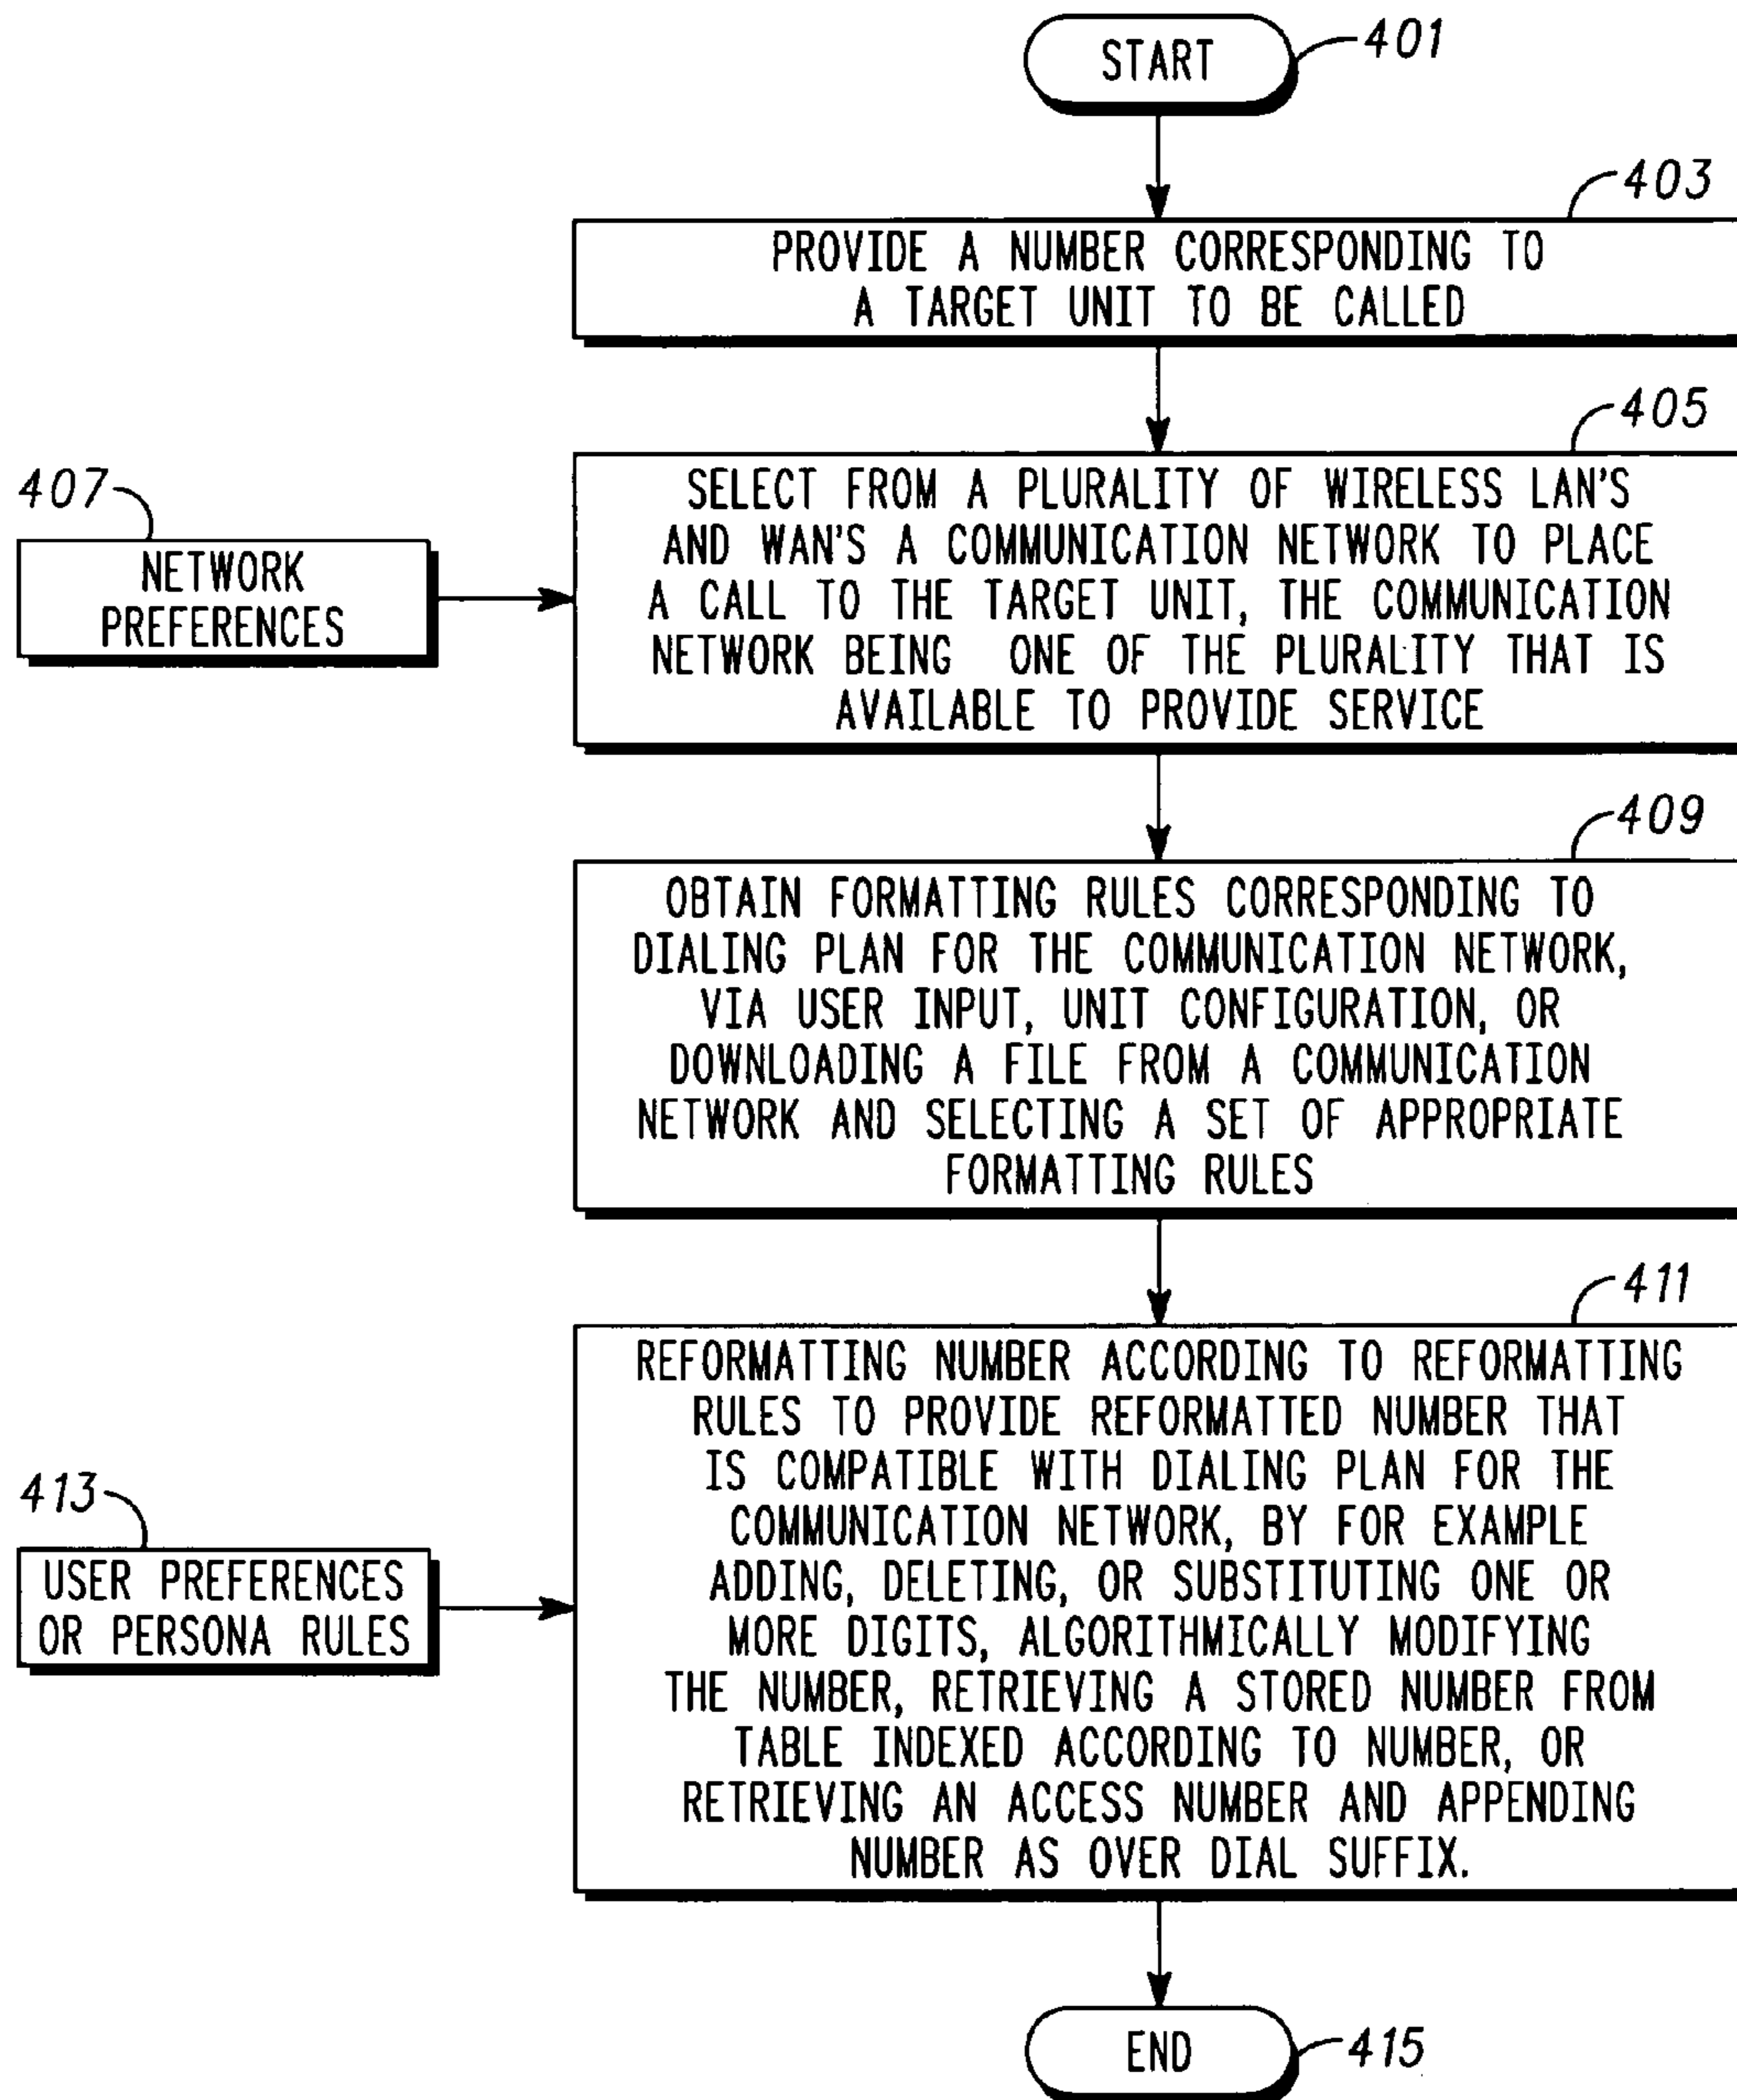 START
401
403
PROVIDE A NUMBER CORRESPONDING TO
A TARGET UNIT TO BE CALLED
405
SELECT FROM A PLURALITY OF WIRELESS LAN'S
AND WAN'S A COMMUNICATION NETWORK TO PLACE
A CALL TO THE TARGET UNIT, THE COMMUNICATION
NETWORK BEING ONE OF THE PLURALITY THAT IS
AVAILABLE TO PROVIDE SERVICE
407
NETWORK
PREFERENCES
409
OBTAIN FORMATTING RULES CORRESPONDING TO
DIALING PLAN FOR THE COMMUNICATION NETWORK,
VIA USER INPUT, UNIT CONFIGURATION, OR
DOWNLOADING A FILE FROM A COMMUNICATION
NETWORK AND SELECTING A SET OF APPROPRIATE
FORMATTING RULES
411
REFORMATTING NUMBER ACCORDING TO REFORMATTING
RULES TO PROVIDE REFORMATTED NUMBER THAT
IS COMPATIBLE WITH DIALING PLAN FOR THE
COMMUNICATION NETWORK, BY FOR EXAMPLE
ADDING, DELETING, OR SUBSTITUTING ONE OR
MORE DIGITS, ALGORITHMICALLY MODIFYING
THE NUMBER, RETRIEVING A STORED NUMBER FROM
TABLE INDEXED ACCORDING TO NUMBER, OR
RETRIEVING AN ACCESS NUMBER AND APPENDING
NUMBER AS OVER DIAL SUFFIX.
413
USER PREFERENCES
OR PERSONA RULES
END
415